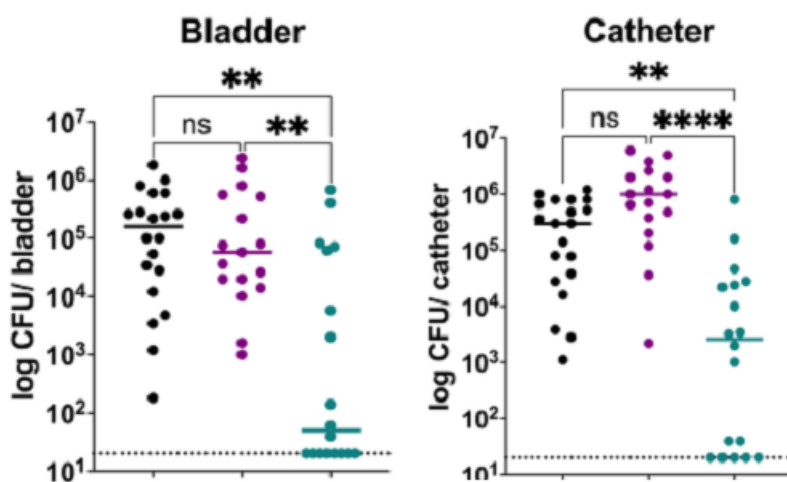 Bladder
**
ns **
10⁷
10⁶
10⁵
10⁴
10³
10²
10¹
log CFU/ bladder
Catheter
**
ns ****
10⁷
10⁶
10⁵
10⁴
10³
10²
10¹
log CFU/ catheter